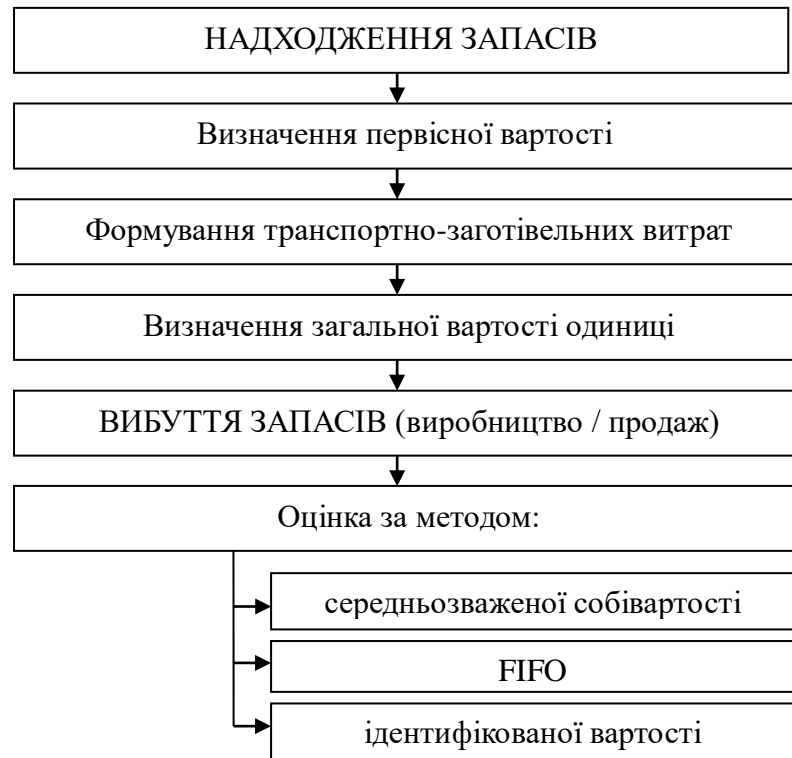 НАДХОДЖЕННЯ ЗАПАСІВ
Визначення первісної вартості
Формування транспортно-заготівельних витрат
Визначення загальної вартості одиниці
ВИБУТТЯ ЗАПАСІВ (виробництво / продаж)
Оцінка за методом:
середньозваженої собівартості
FIFO
ідентифікованої вартості